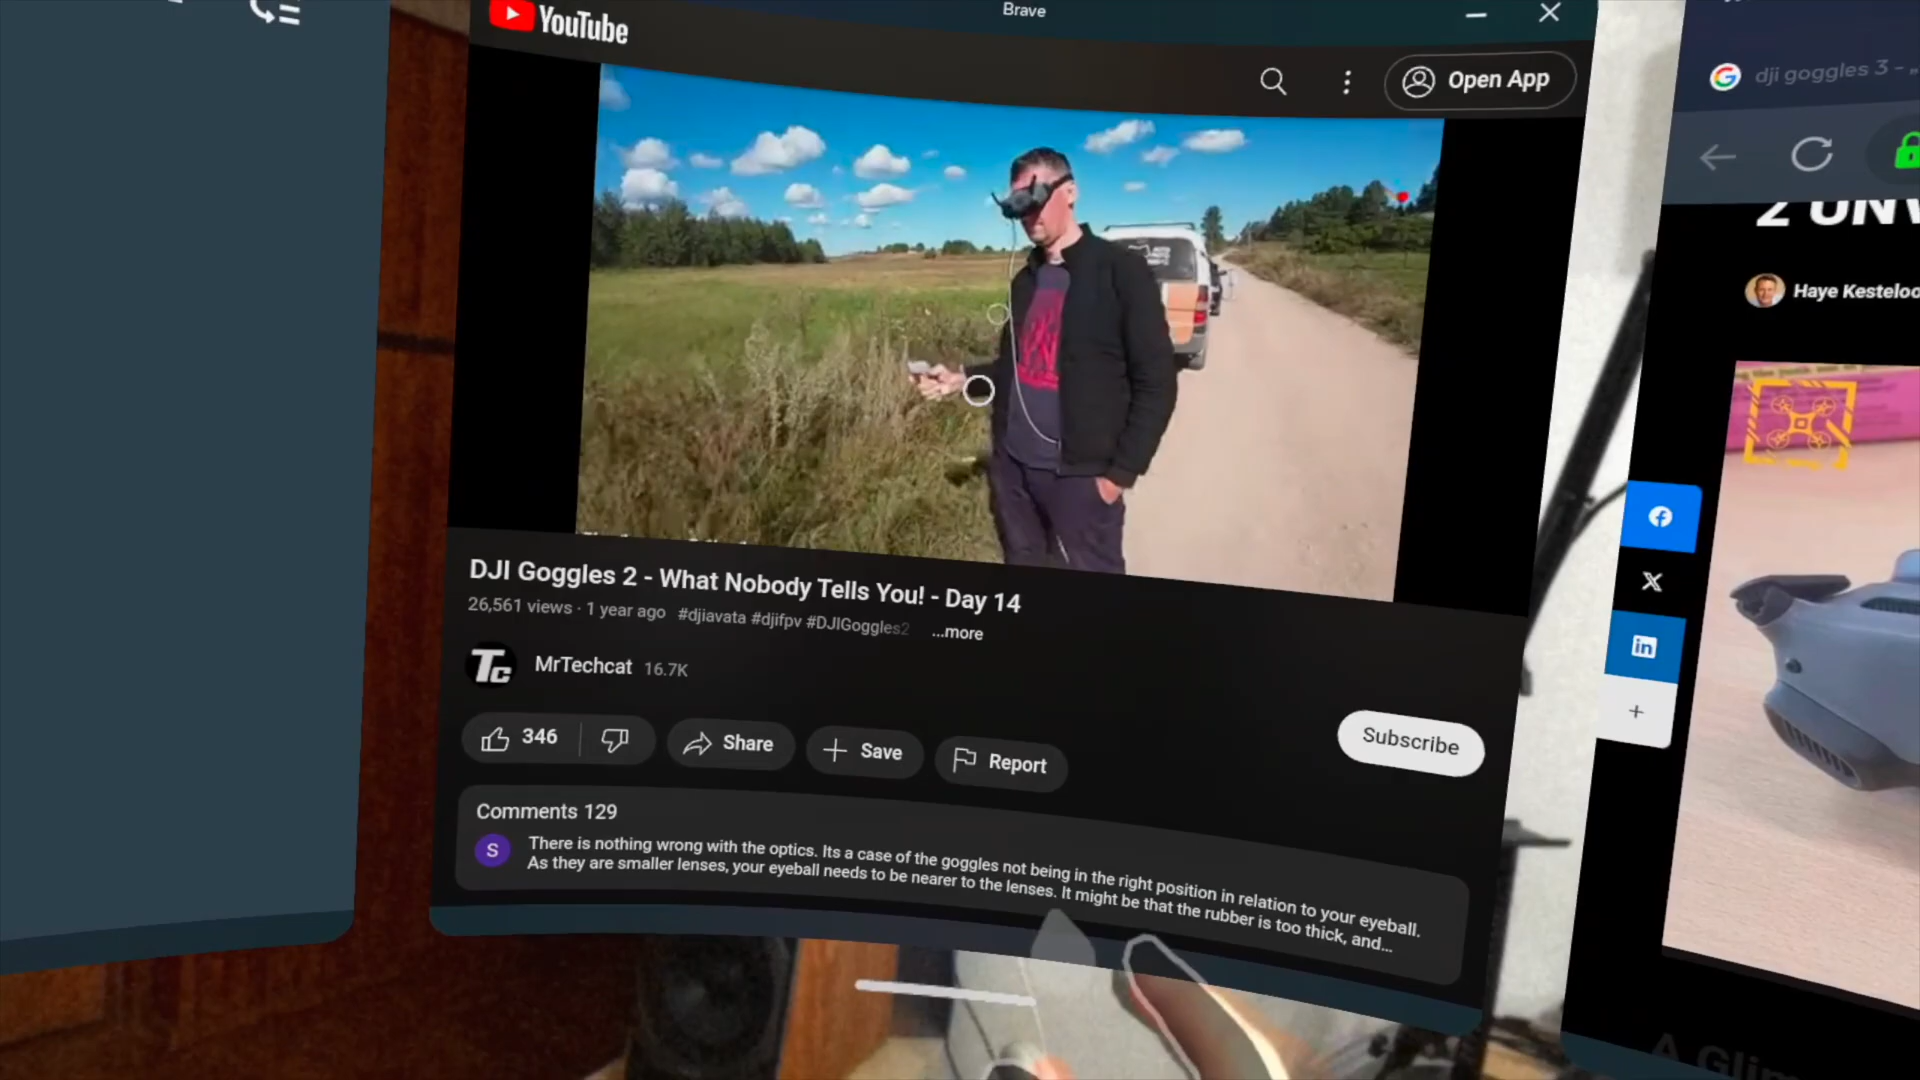 Brave
YouTube
Open App
DJI Goggles 2 - What Nobody Tells You! - Day 14
26,561 views · 1 year ago #djiavata #djifpv #DJIGoggles2 ...more
Tc
MrTechcat 16.7K
346
Share
Save
Report
Subscribe
Comments 129
S
There is nothing wrong with the optics. Its a case of the goggles not being in the right position in relation to your eyeball.
As they are smaller lenses, your eyeball needs to be nearer to the lenses. It might be that the rubber is too thick, and...
dji goggles 3 -
2
Haye
in
A